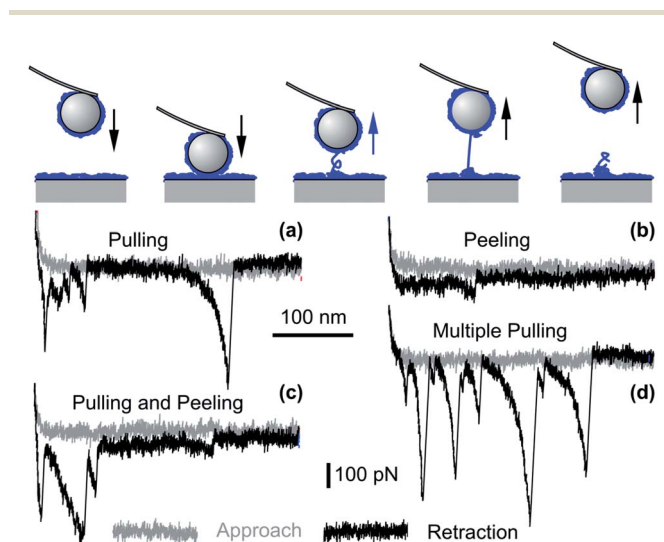 (a)
Pulling
(b)
Peeling
100 nm
Multiple Pulling
(c)
(d)
Pulling and Peeling
100 pN
Approach
Retraction